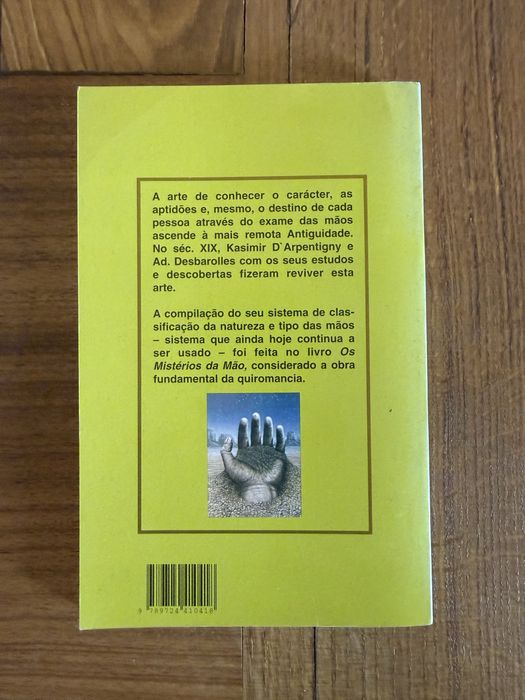 A arte de conhecer o carácter, as
aptidões e, mesmo, o destino de cada
pessoa através do exame das mãos
ascende à mais remota Antiguidade.
No séc. XIX, Kasimir D`Arpentigny e
Ad. Desbarolles com os seus estudos
e descobertas fizeram reviver esta
arte.
A compilação do seu sistema de clas-
sificação da natureza e tipo das mãos
– sistema que ainda hoje continua a
ser usado – foi feita no livro Os
Mistérios da Mão, considerado a obra
fundamental da quiromancia.
9 789724 410418